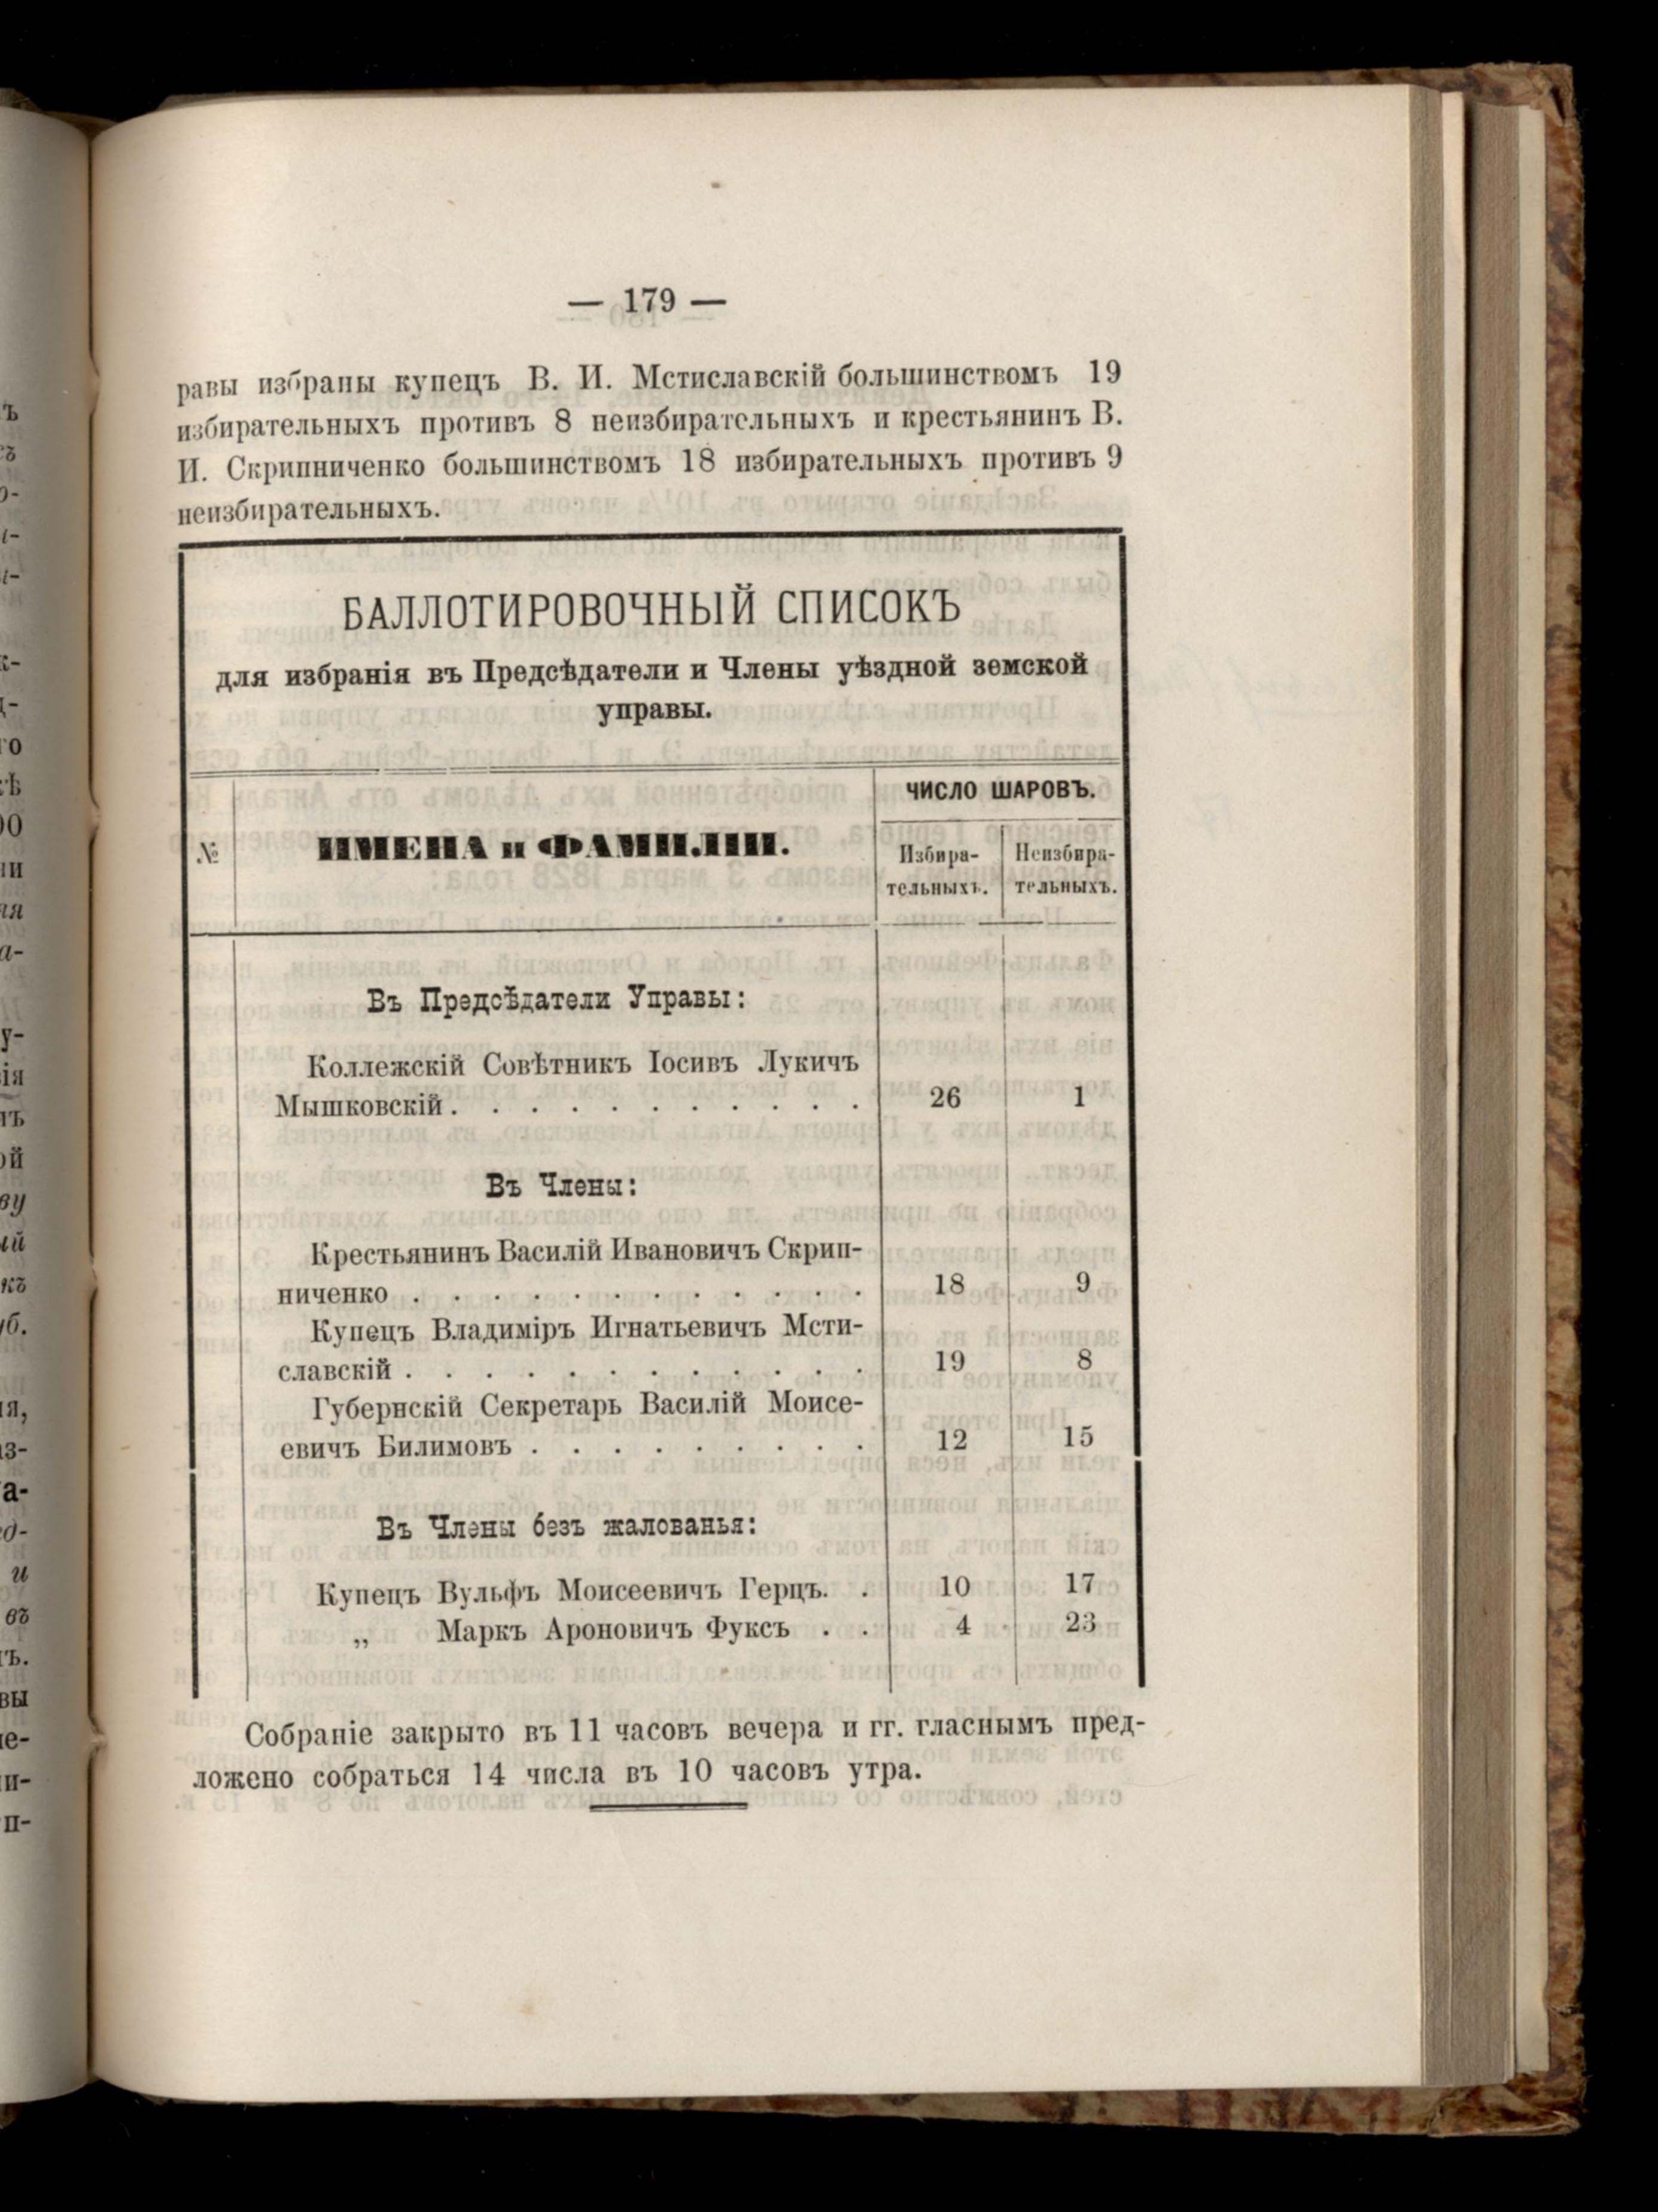 — 179 —
равы избраны купецъ В. И. Мстиславскій большинствомъ 19
избирательныхъ противъ 8 неизбирательныхъ и крестьянинъ В.
И. Скрипниченко большинствомъ 18 избирательныхъ противъ 9
неизбирательныхъ.
БАЛЛОТИРОВОЧНЫЙ СПИСОКЪ
для избранія въ Предсѣдатели и Члены уѣздной земской
управы.
№
ИМЕНА и ФАМИЛІИ.
ЧИСЛО ШАРОВЪ.
Избира-
тельныхъ.
Неизбира-
тельныхъ.
Въ Предсѣдатели Управы:
Коллежскій Совѣтникъ Іосивъ Лукичъ
Мышковскій . . . . . . . . . . . 26 1
Въ Члены:
Крестьянинъ Василій Ивановичъ Скрип-
ниченко . . . . . . . . . . . . 18 9
Купецъ Владиміръ Игнатьевичъ Мсти-
славскій . . . . . . . . . . . . 19 8
Губернскій Секретарь Василій Моисе-
евичъ Билимовъ . . . . . . . . . 12 15
Въ Члены безъ жалованья:
Купецъ Вульфъ Моисеевичъ Герцъ. . 10 17
„ Маркъ Ароновичъ Фуксъ . . 4 23
Собраніе закрыто въ 11 часовъ вечера и гг. гласнымъ пред-
ложено собраться 14 числа въ 10 часовъ утра.